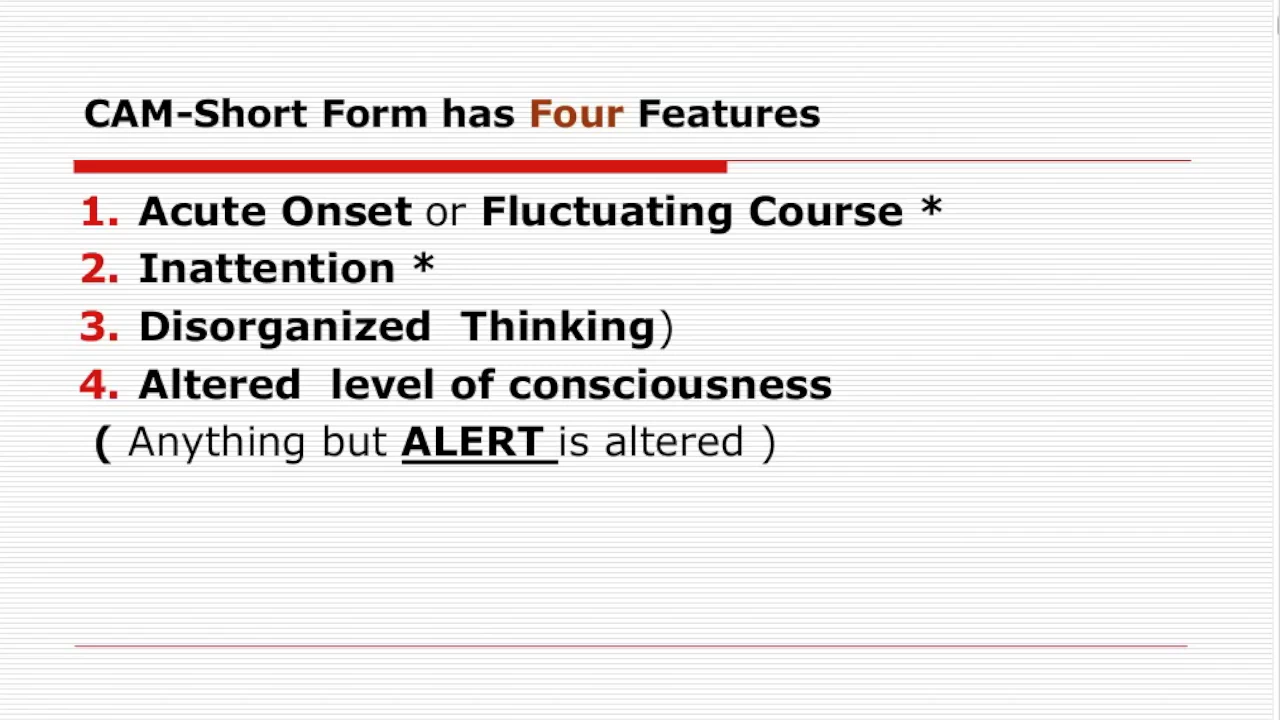 CAM-Short Form has Four Features
1. Acute Onset or Fluctuating Course *
2. Inattention *
3. Disorganized  Thinking)
4. Altered  level of consciousness
( Anything but ALERT is altered )